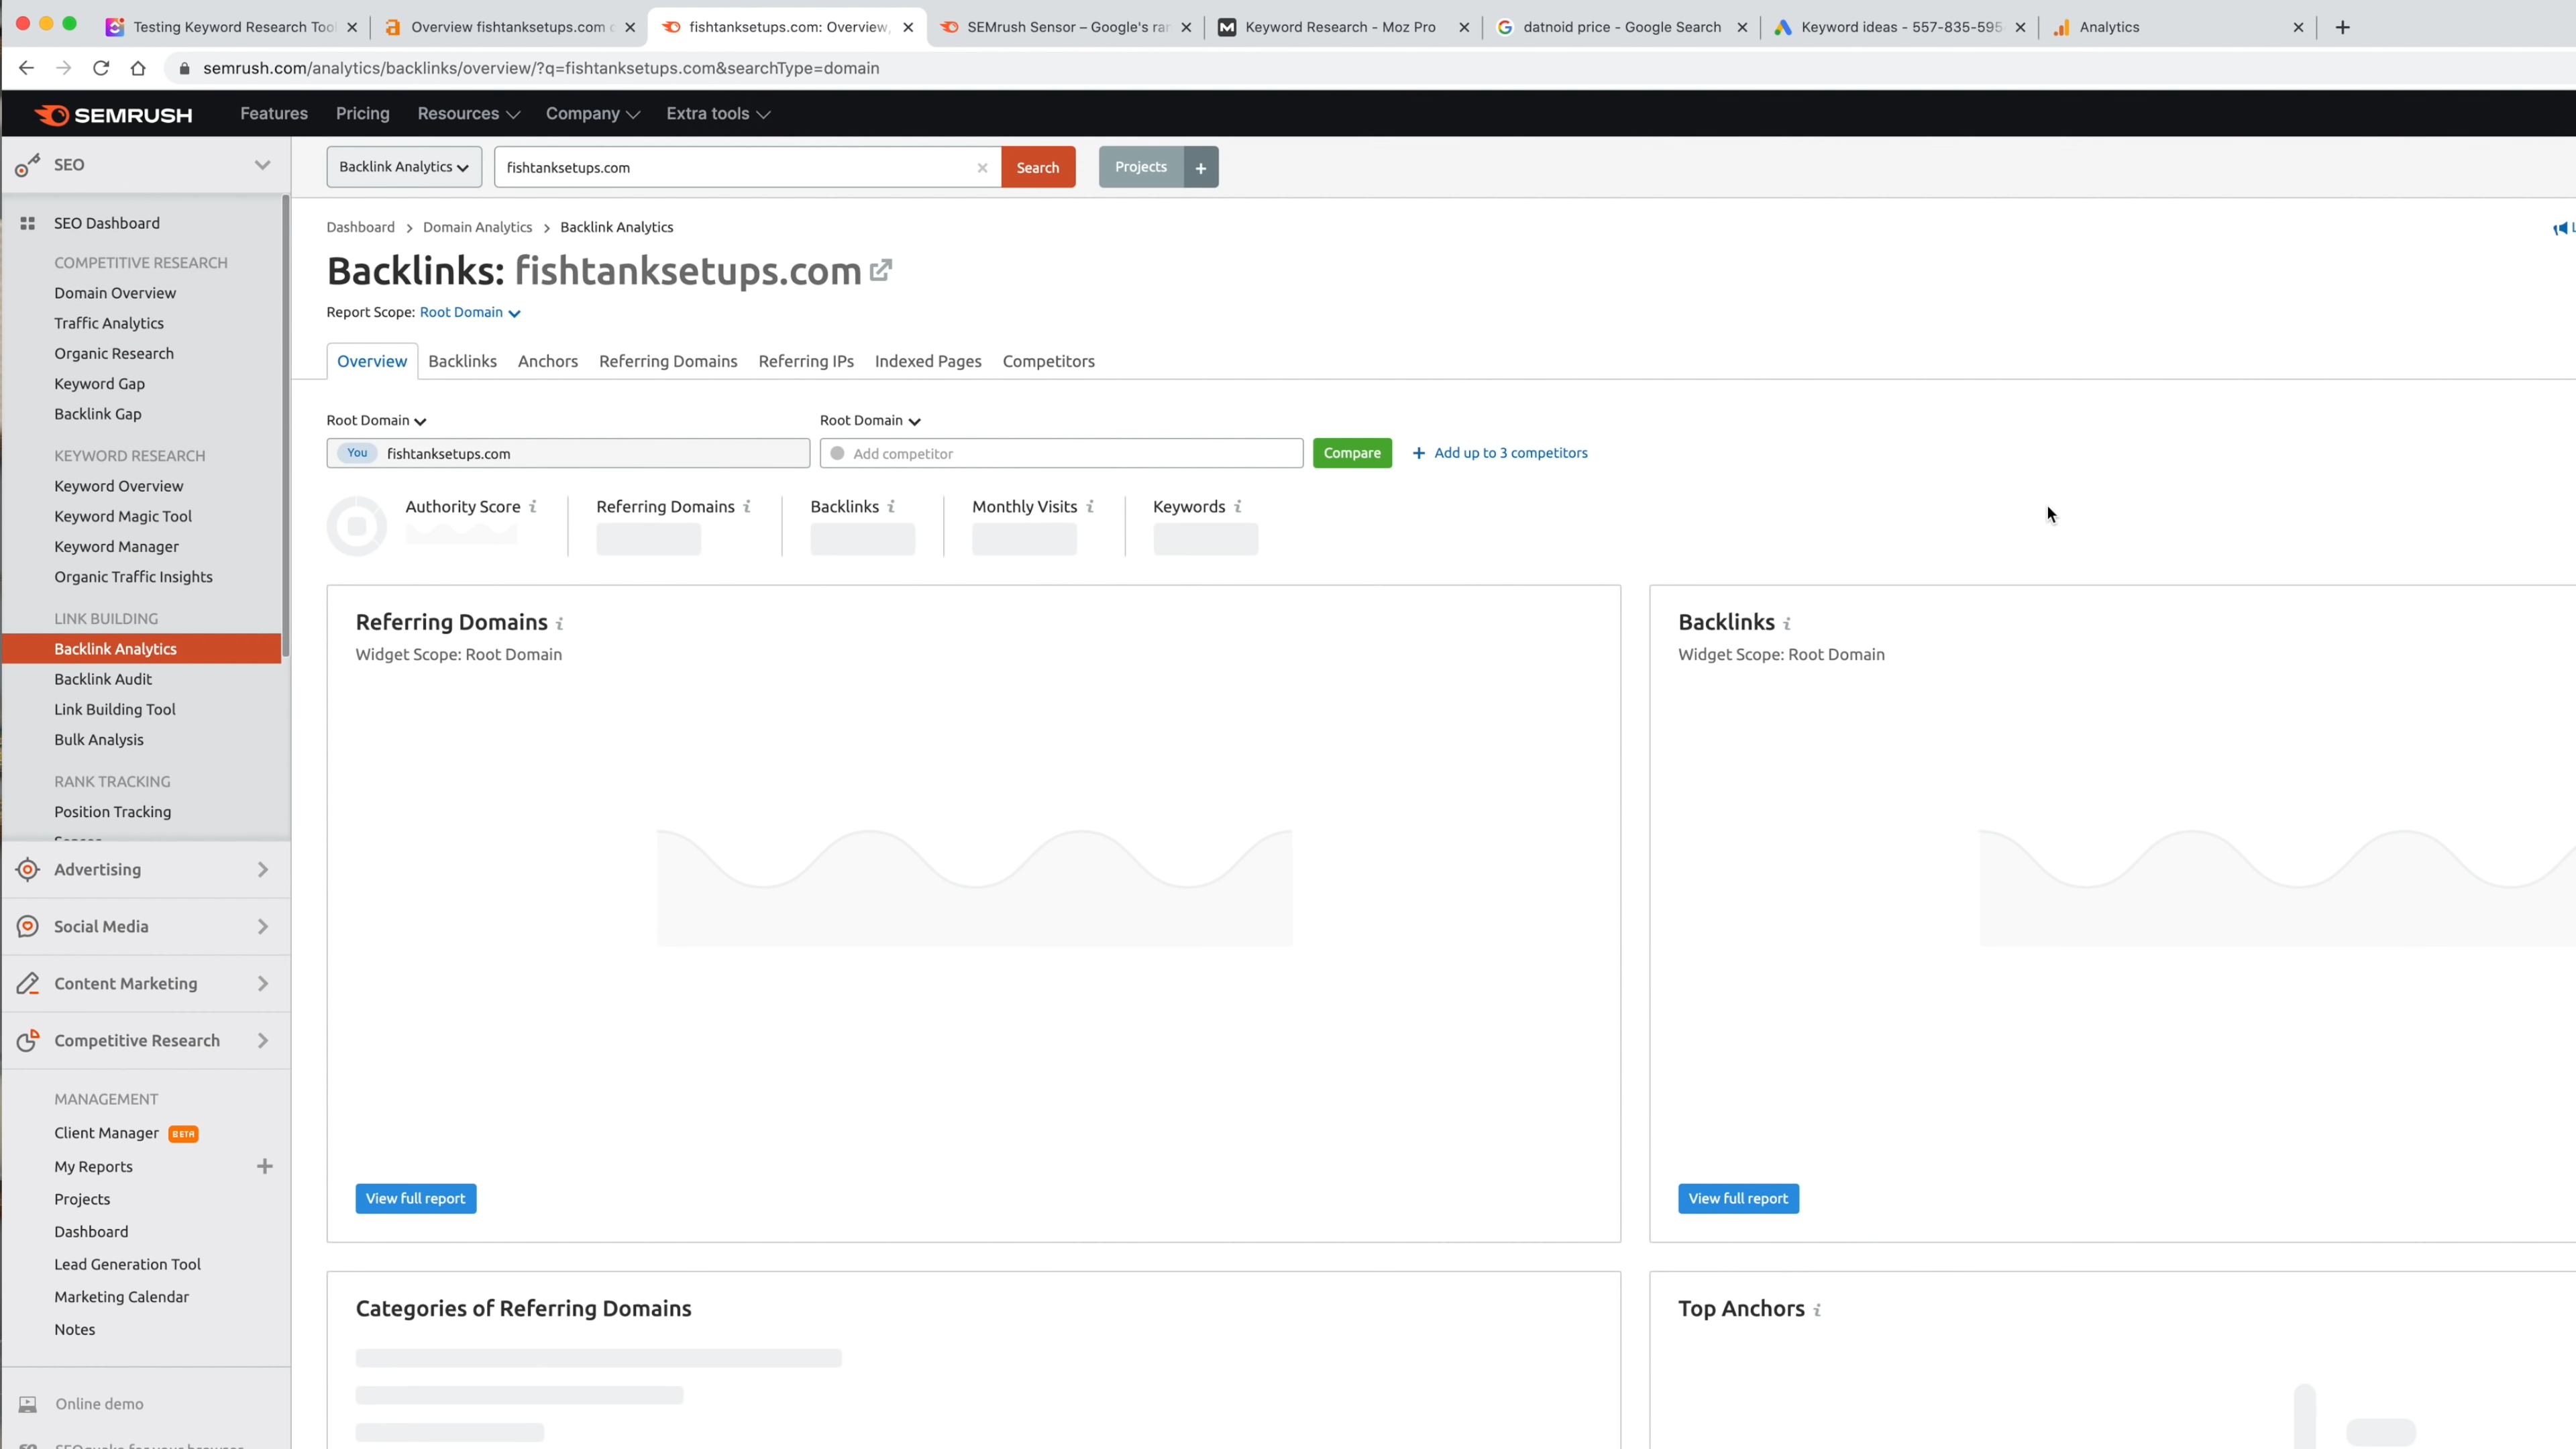 Testing Keyword Research Too
Overview fishtanksetups.com
fishtanksetups.com: Overview,
SEMrush Sensor – Google's ra
Keyword Research - Moz Pro
datnoid price - Google Search
Keyword ideas - 557-835-595
Analytics
semrush.com/analytics/backlinks/overview/?q=fishtanksetups.com&searchType=domain
SEMRUSH
Features
Pricing
Resources
Company
Extra tools
SEO
Backlink Analytics
fishtanksetups.com
Search
Projects
+
SEO Dashboard
COMPETITIVE RESEARCH
Domain Overview
Traffic Analytics
Organic Research
Keyword Gap
Backlink Gap
KEYWORD RESEARCH
Keyword Overview
Keyword Magic Tool
Keyword Manager
Organic Traffic Insights
LINK BUILDING
Backlink Analytics
Backlink Audit
Link Building Tool
Bulk Analysis
RANK TRACKING
Position Tracking
Advertising
Social Media
Content Marketing
Competitive Research
MANAGEMENT
Client Manager BETA
My Reports
Projects
Dashboard
Lead Generation Tool
Marketing Calendar
Notes
Online demo
Dashboard > Domain Analytics > Backlink Analytics
Backlinks: fishtanksetups.com
Report Scope: Root Domain
Overview
Backlinks
Anchors
Referring Domains
Referring IPs
Indexed Pages
Competitors
Root Domain
Root Domain
You fishtanksetups.com
Add competitor
Compare
+ Add up to 3 competitors
Authority Score
Referring Domains
Backlinks
Monthly Visits
Keywords
Referring Domains
Widget Scope: Root Domain
View full report
Backlinks
Widget Scope: Root Domain
View full report
Categories of Referring Domains
Top Anchors